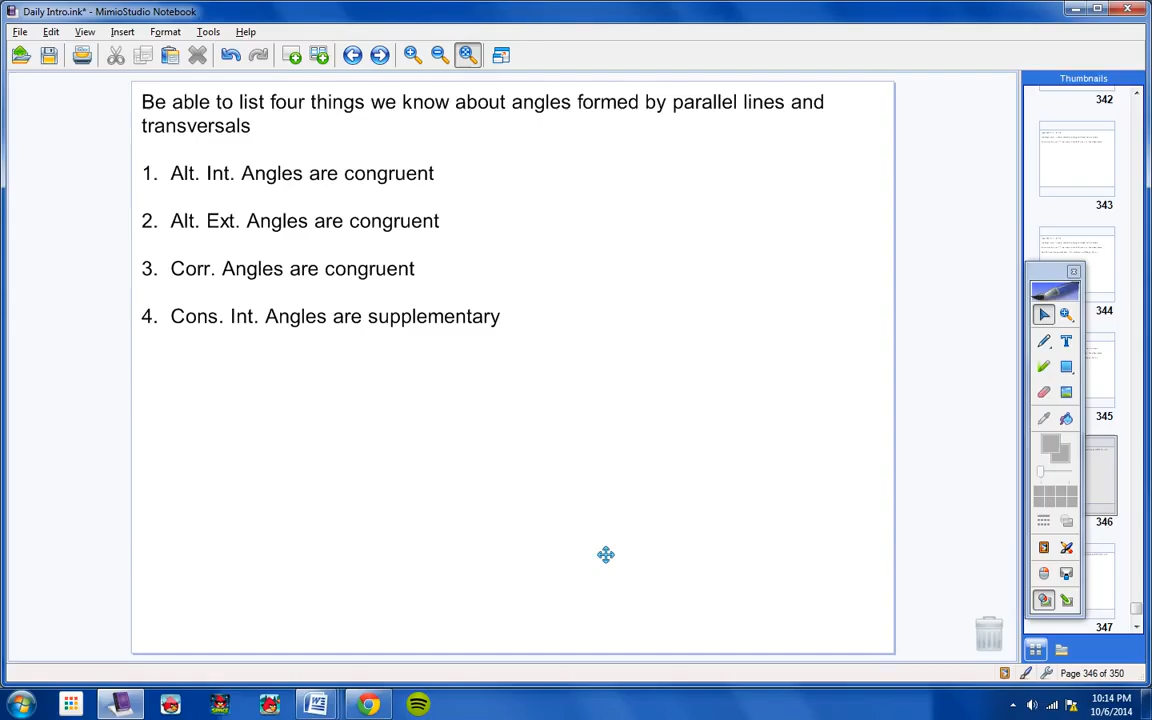 Daily Intro.ink* - MimioStudio Notebook
File Edit View Insert Format Tools Help
Thumbnails
Be able to list four things we know about angles formed by parallel lines and
transversals
1. Alt. Int. Angles are congruent
2. Alt. Ext. Angles are congruent
3. Corr. Angles are congruent
4. Cons. Int. Angles are supplementary
342
343
344
345
346
347
Page 346 of 350
10:14 PM
10/6/2014